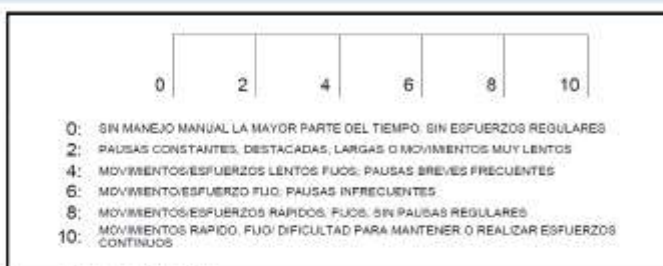 0 2 4 6 8 10
0: SIN MANEJO MANUAL LA MAYOR PARTE DEL TIEMPO. SIN ESFUERZOS REGULARES
2: PAUSAS CONSTANTES, DESTACADAS, LARGAS O MOVIMIENTOS MUY LENTOS
4: MOVIMIENTOS/ESFUERZOS LENTOS FIJOS; PAUSAS BREVES FRECUENTES
6: MOVIMIENTO/ESFUERZO FIJO; PAUSAS INFRECUENTES
8: MOVIMIENTOS/ESFUERZOS RAPIDOS, FIJOS, SIN PAUSAS REGULARES
10: MOVIMIENTOS RAPIDO, FIJO/ DIFICULTAD PARA MANTENER O REALIZAR ESFUERZOS
CONTINUOS